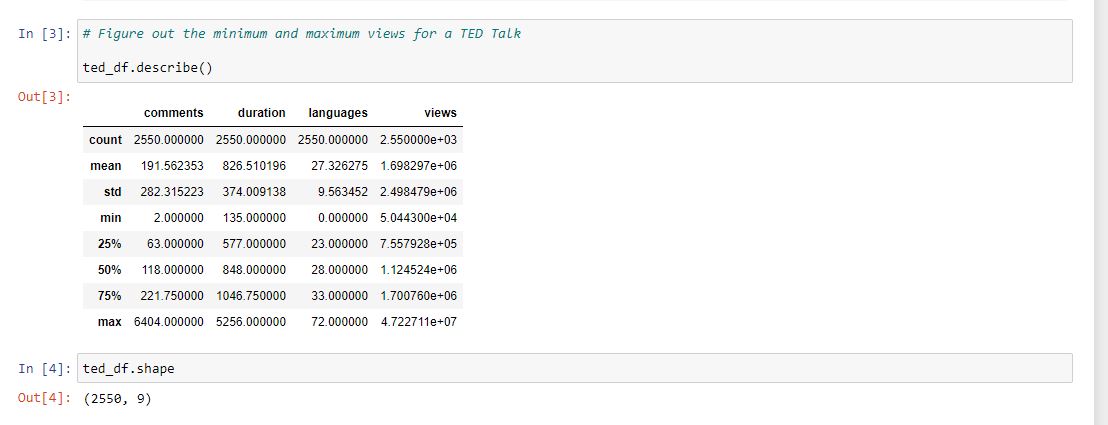 In [3]: # Figure out the minimum and maximum views for a TED Talk
ted_df.describe()
Out[3]:
comments duration languages views
count 2550.000000 2550.000000 2550.000000 2.550000e+03
mean 191.562353 826.510196 27.326275 1.698297e+06
std 282.315223 374.009138 9.563452 2.498479e+06
min 2.000000 135.000000 0.000000 5.044300e+04
25% 63.000000 577.000000 23.000000 7.557928e+05
50% 118.000000 848.000000 28.000000 1.124524e+06
75% 221.750000 1046.750000 33.000000 1.700760e+06
max 6404.000000 5256.000000 72.000000 4.722711e+07
In [4]: ted_df.shape
Out[4]: (2550, 9)